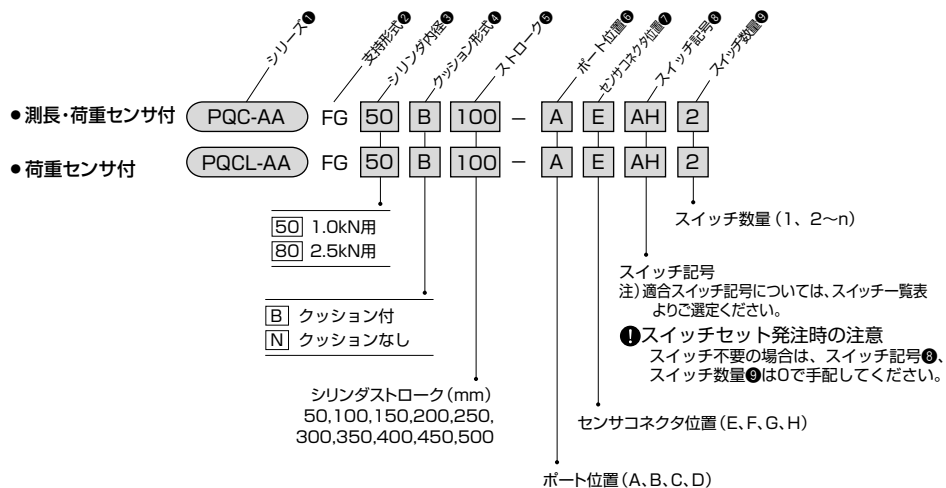 シリーズ❶
支持形式❷
シリンダ内径❸
クッション形式❹
ストローク❺
ポート位置❻
センサコネクタ位置❼
スイッチ記号❽
スイッチ数量❾
●測長・荷重センサ付 PQC-AA FG 50 B 100 − A E AH 2
●荷重センサ付 PQCL-AA FG 50 B 100 − A E AH 2
50 1.0kN用
80 2.5kN用
B クッション付
N クッションなし
シリンダストローク(mm)
50,100,150,200,250,
300,350,400,450,500
スイッチ数量(1、2〜n)
スイッチ記号
注)適合スイッチ記号については、スイッチ一覧表
よりご選定ください。
!スイッチセット発注時の注意
スイッチ不要の場合は、スイッチ記号❽、
スイッチ数量❾は0で手配してください。
センサコネクタ位置(E、F、G、H)
ポート位置(A、B、C、D)